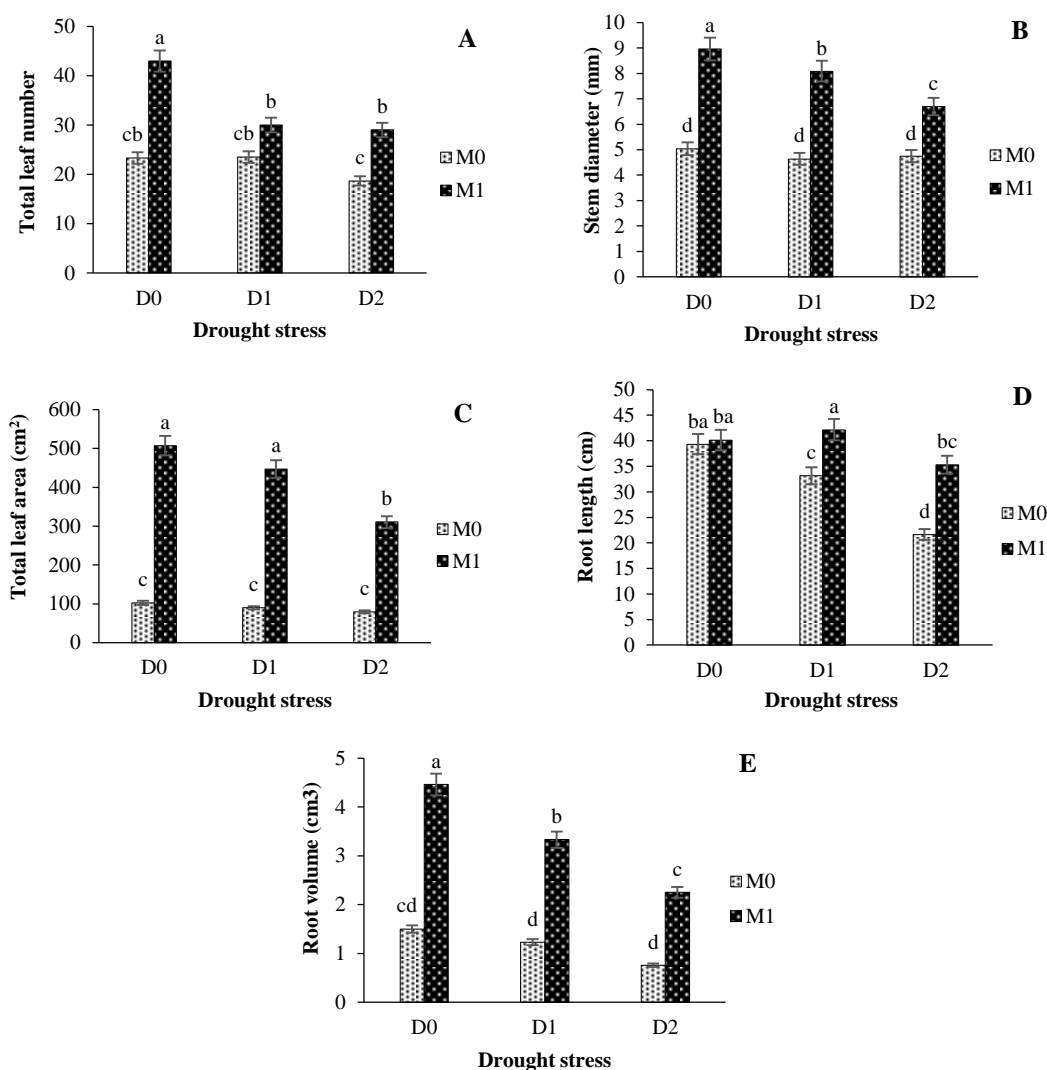 A
Total leaf number
50
40
30
20
10
0
a
cb
cb
b
c
b
M0
M1
D0 D1 D2
Drought stress
B
Stem diameter (mm)
10
9
8
7
6
5
4
3
2
1
0
a
b
c
d
d
d
M0
M1
D0 D1 D2
Drought stress
C
Total leaf area (cm²)
600
500
400
300
200
100
0
a
a
b
c
c
c
M0
M1
D0 D1 D2
Drought stress
D
Root length (cm)
50
45
40
35
30
25
20
15
10
5
0
ba ba
a
c
bc
d
M0
M1
D0 D1 D2
Drought stress
E
Root volume (cm3)
5
4
3
2
1
0
a
b
c
cd
d
d
M0
M1
D0 D1 D2
Drought stress